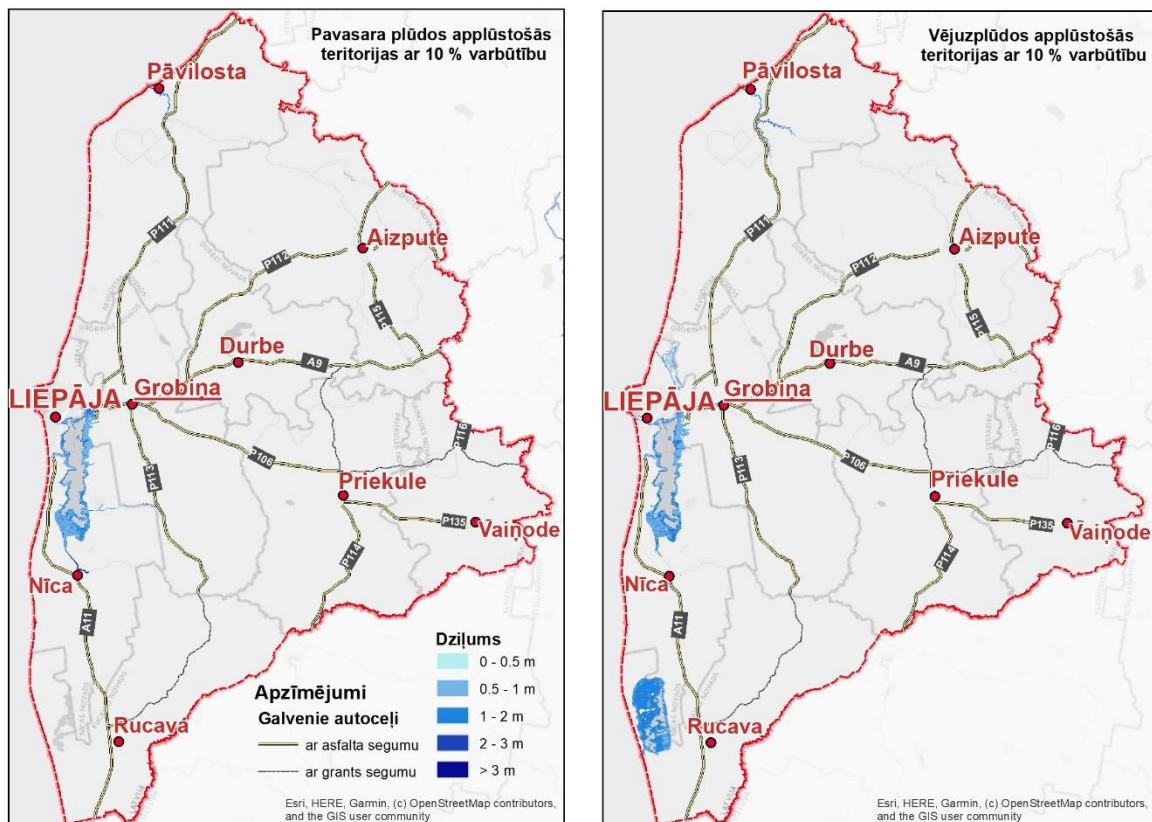 Pavasara plūdos applūstošās
teritorijas ar 10 % varbūtību
Pāvilosta
P111
Aizpute
P112
P115
Durbe
A9
Grobiņa
LIEPĀJA
P116
P106
P113
Priekule
P135
Vaiņode
P114
Nīca
A11
Rucava
Dziļums
0 - 0.5 m
0.5 - 1 m
1 - 2 m
2 - 3 m
> 3 m
Apzīmējumi
Galvenie autoceļi
ar asfalta segumu
ar grants segumu
Esri, HERE, Garmin, (c) OpenStreetMap contributors,
and the GIS user community
Vējuzplūdos applūstošās
teritorijas ar 10 % varbūtību
Pāvilosta
P111
Aizpute
P112
P115
Durbe
A9
Grobiņa
LIEPĀJA
P116
P106
P113
Priekule
P135
Vaiņode
P114
Nīca
A11
Rucava
Esri, HERE, Garmin, (c) OpenStreetMap contributors,
and the GIS user community